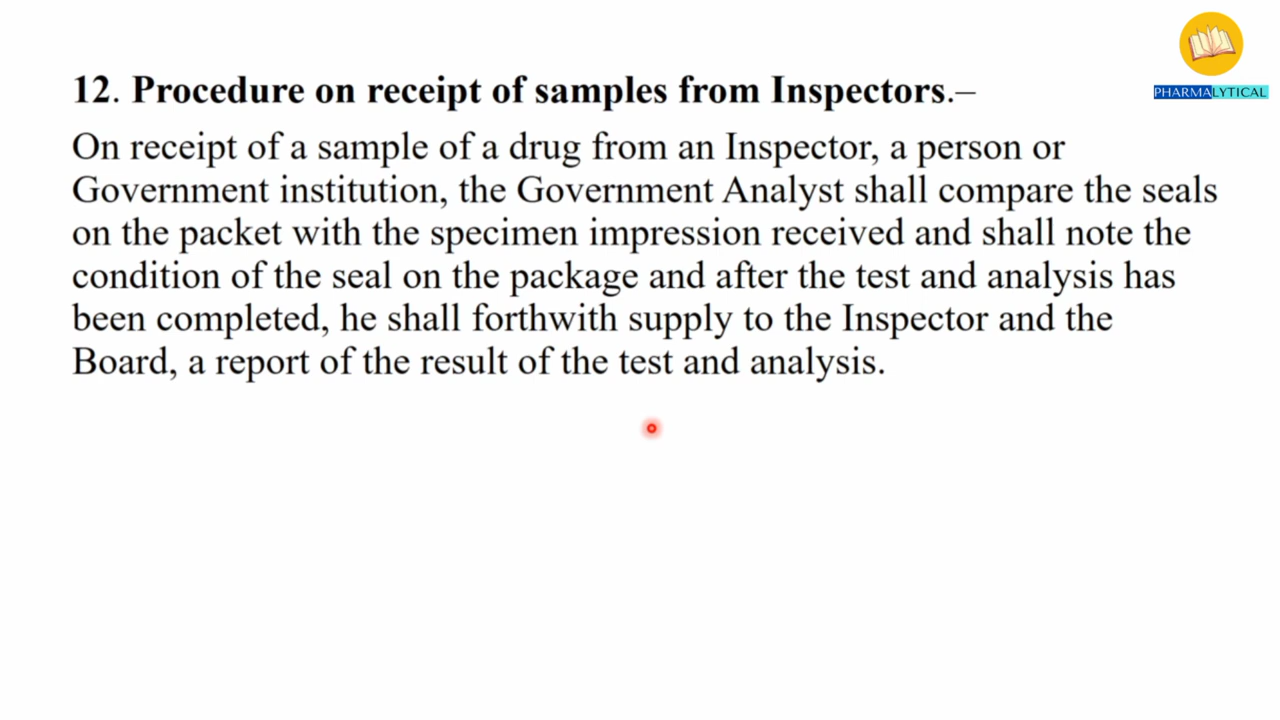 PHARMALYTICAL
12. Procedure on receipt of samples from Inspectors.–
On receipt of a sample of a drug from an Inspector, a person or
Government institution, the Government Analyst shall compare the seals
on the packet with the specimen impression received and shall note the
condition of the seal on the package and after the test and analysis has
been completed, he shall forthwith supply to the Inspector and the
Board, a report of the result of the test and analysis.